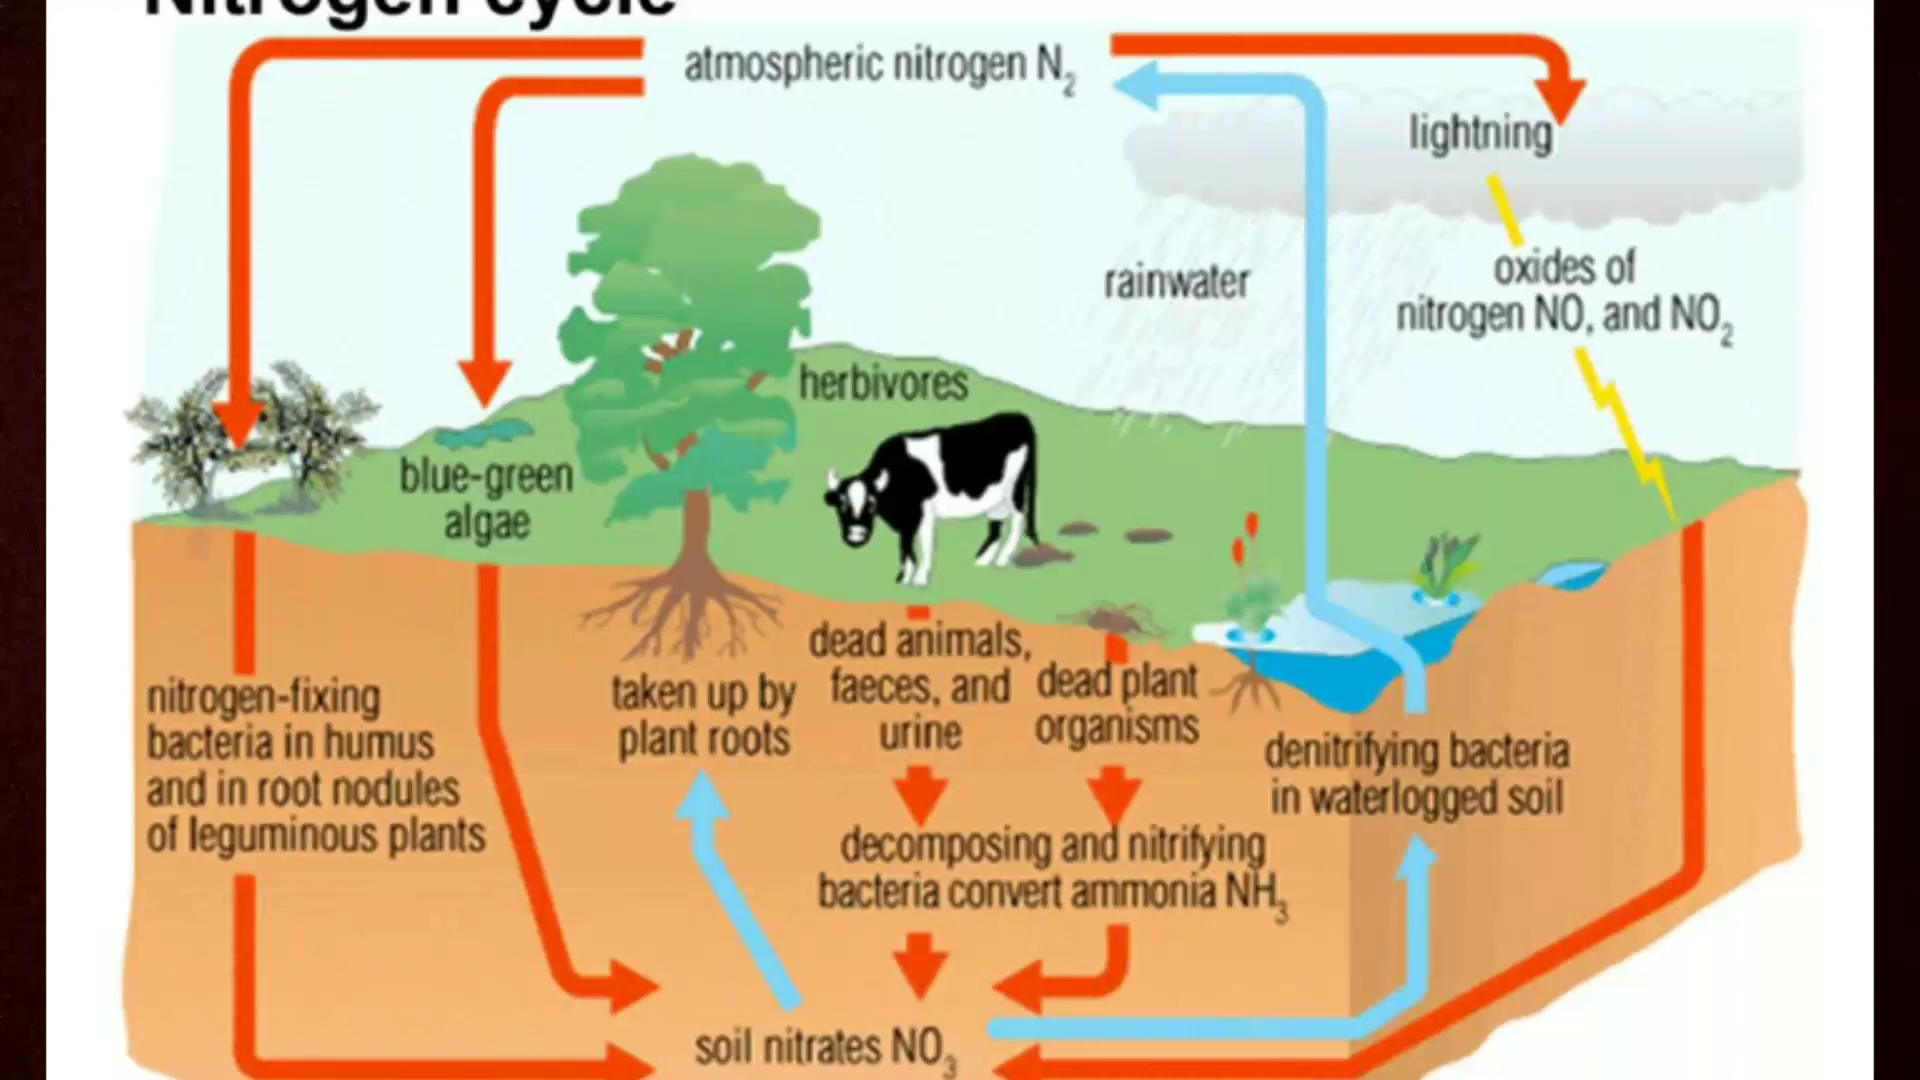 Nitrogen cycle
atmospheric nitrogen N2
lightning
oxides of
nitrogen NO, and NO2
rainwater
herbivores
blue-green
algae
nitrogen-fixing
bacteria in humus
and in root nodules
of leguminous plants
taken up by
plant roots
dead animals,
faeces, and
urine
dead plant
organisms
denitrifying bacteria
in waterlogged soil
decomposing and nitrifying
bacteria convert ammonia NH3
soil nitrates NO3